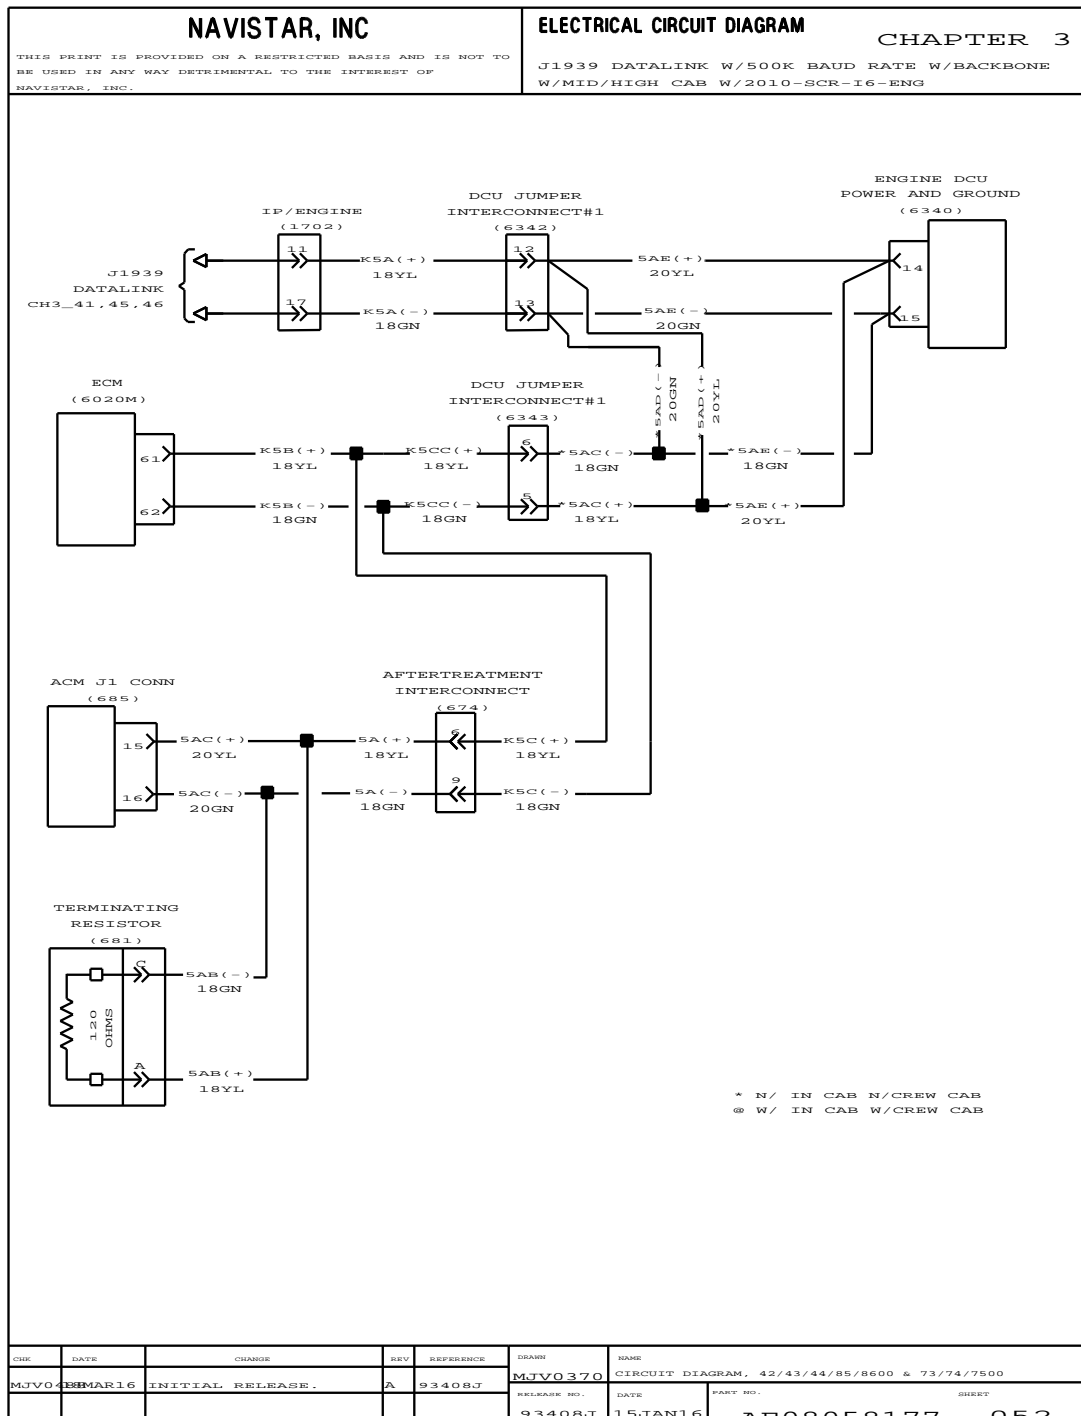 NAVISTAR, INC
THIS PRINT IS PROVIDED ON A RESTRICTED BASIS AND IS NOT TO
BE USED IN ANY WAY DETRIMENTAL TO THE INTEREST OF
NAVISTAR, INC.
ELECTRICAL CIRCUIT DIAGRAM
CHAPTER 3
J1939 DATALINK W/500K BAUD RATE W/BACKBONE
W/MID/HIGH CAB W/2010-SCR-I6-ENG
ENGINE DCU
POWER AND GROUND
(6340)
DCU JUMPER
INTERCONNECT#1
(6342)
IP/ENGINE
(1702)
11
K5A(+)
18YL
12
5AE(+)
20YL
14
J1939
DATALINK
CH3_41,45,46
17
K5A(-)
18GN
13
5AE(-)
20GN
15
*5AD(-)
20GN
*5AD(+)
20YL
ECM
(6020M)
DCU JUMPER
INTERCONNECT#1
(6343)
61
K5B(+)
18YL
K5CC(+)
18YL
6
*5AC(-)
18GN
*5AE(-)
18GN
62
K5B(-)
18GN
K5CC(-)
18GN
5
*5AC(+)
18YL
*5AE(+)
20YL
ACM J1 CONN
(685)
AFTERTREATMENT
INTERCONNECT
(674)
15
5AC(+)
20YL
5A(+)
18YL
6
K5C(+)
18YL
16
5AC(-)
20GN
5A(-)
18GN
9
K5C(-)
18GN
TERMINATING
RESISTOR
(681)
C
5AB(-)
18GN
120
OHMS
A
5AB(+)
18YL
* N/ IN CAB N/CREW CAB
@ W/ IN CAB W/CREW CAB
CHK DATE CHANGE REV REFERENCE
INITIAL RELEASE. A 93408J
DRAWN
MJV0370
NAME
CIRCUIT DIAGRAM, 42/43/44/85/8600 & 73/74/7500
RELEASE NO.
93408J
DATE
15JAN16
PART NO.
SHEET